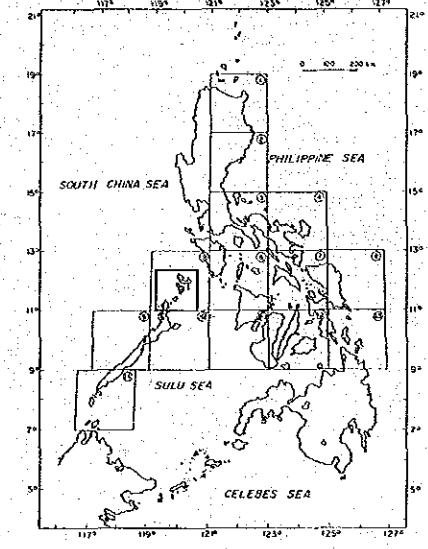 117° 119° 121° 123° 125° 127°
21° 21°
19° 19°
0 100 200 km
17° 17°
PHILIPPINE SEA
SOUTH CHINA SEA
15° 15°
13° 13°
11° 11°
9° 9°
SULU SEA
7° 7°
5° 5°
CELEBES SEA
117° 119° 121° 123° 125° 127°